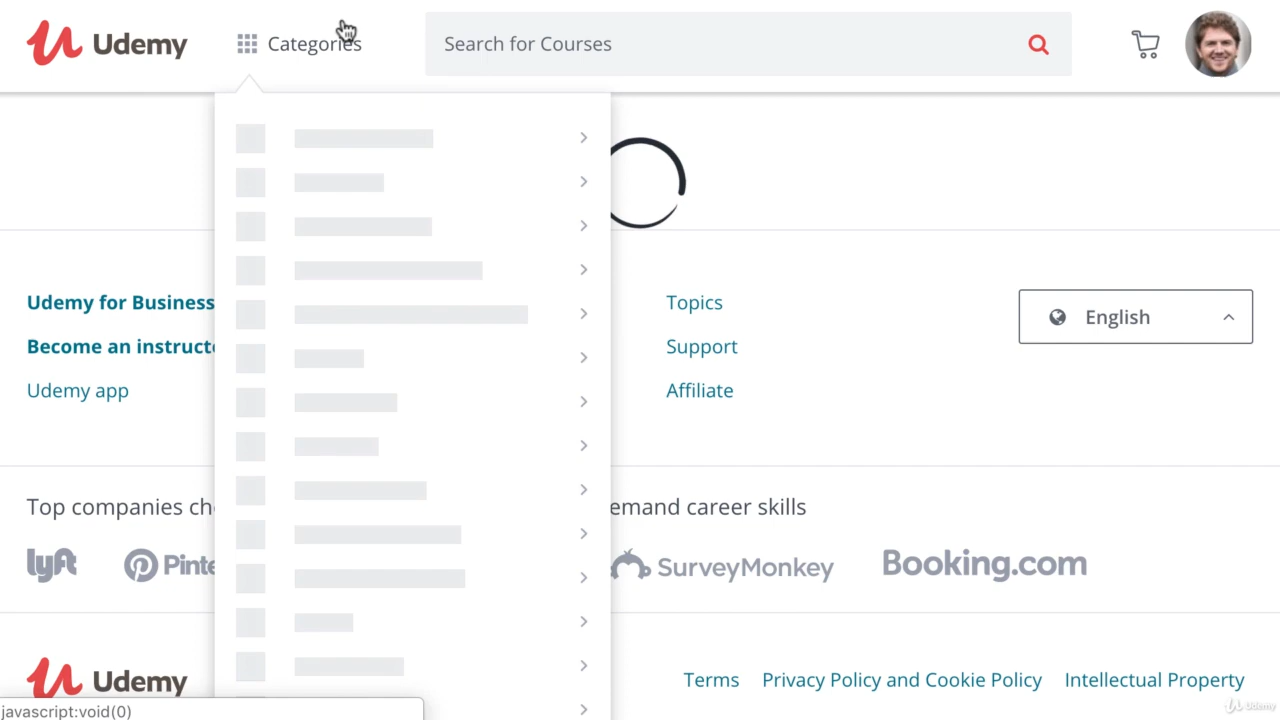 Udemy
Categories
Search for Courses
Udemy for Business
Become an instructo
Udemy app
Topics
Support
Affiliate
English
Top companies ch
emand career skills
lyft
Pinte
SurveyMonkey
Booking.com
Udemy
Terms
Privacy Policy and Cookie Policy
Intellectual Property
javascript:void(0)
Udemy